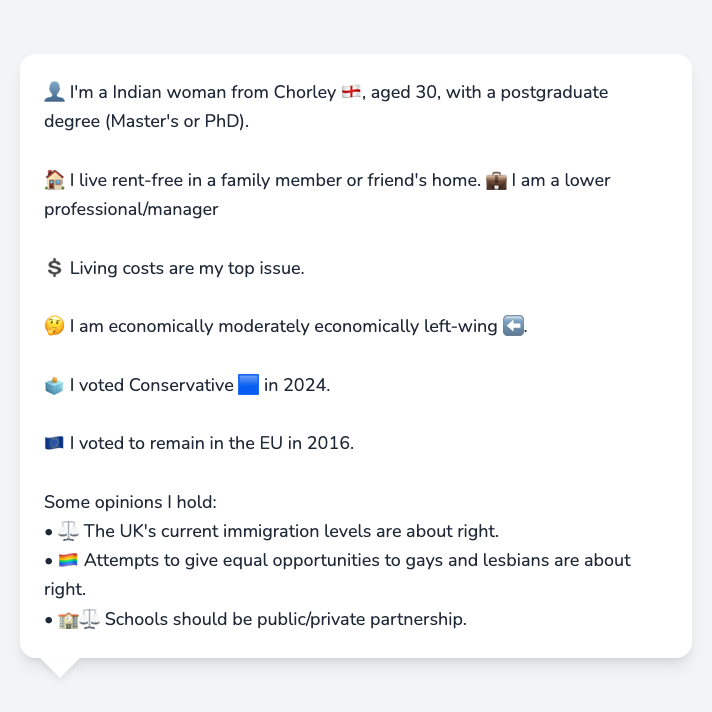 👤 I'm a Indian woman from Chorley 🏴󠁧󠁢󠁥󠁮󠁧󠁿, aged 30, with a postgraduate
degree (Master's or PhD).
🏠 I live rent-free in a family member or friend's home. 💼 I am a lower
professional/manager
💲 Living costs are my top issue.
🤔 I am economically moderately economically left-wing ⬅️.
🗳️ I voted Conservative 🟦 in 2024.
🇪🇺 I voted to remain in the EU in 2016.
Some opinions I hold:
• ⚖️ The UK's current immigration levels are about right.
• 🏳️‍🌈 Attempts to give equal opportunities to gays and lesbians are about
right.
• 🏫⚖️ Schools should be public/private partnership.